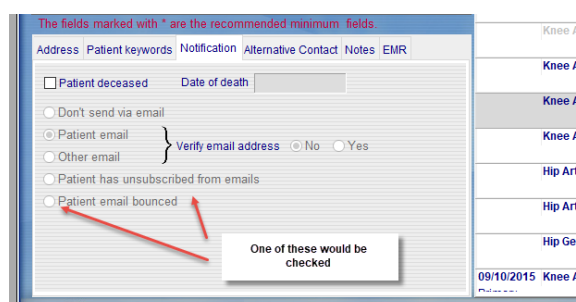 The fields marked with * are the recommended minimum fields.
Address Patient keywords Notification Alternative Contact Notes EMR
Patient deceased Date of death
Don't send via email
Patient email
Other email
Verify email address No Yes
Patient has unsubscribed from emails
Patient email bounced
One of these would be
checked
Knee A
Knee A
Knee A
Knee A
Hip Art
Hip Art
Hip Ge
09/10/2015 Knee A